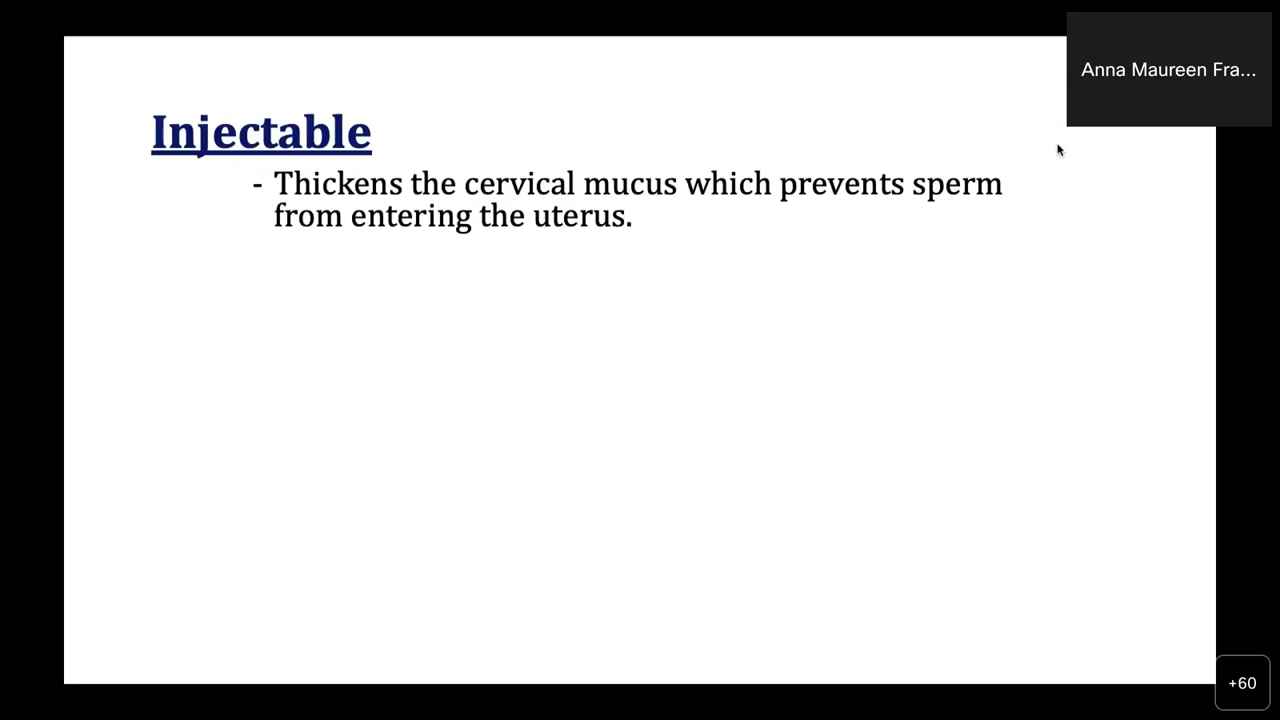 Anna Maureen Fra...
Injectable
- Thickens the cervical mucus which prevents sperm
from entering the uterus.
+60